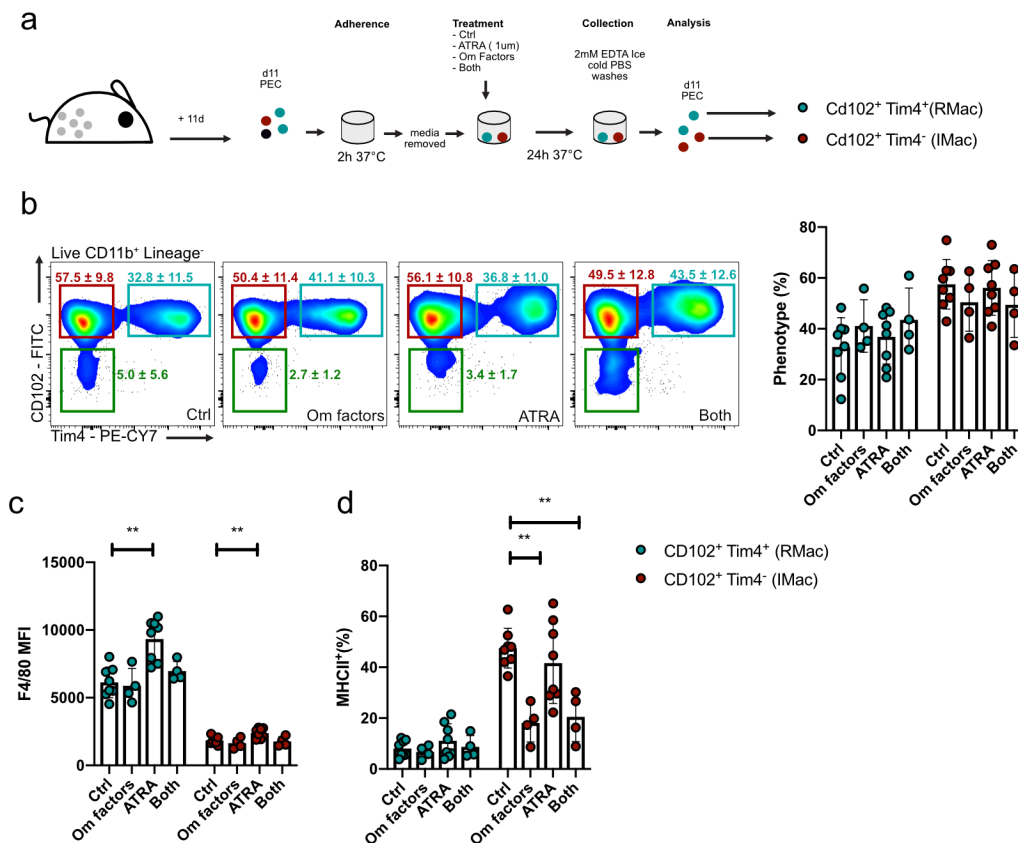 a
Adherence
Treatment
- Ctrl
- ATRA ( 1um)
- Om Factors
- Both
Collection
2mM EDTA Ice
cold PBS
washes
Analysis
d11
PEC
+ 11d
2h 37°C
media
removed
24h 37°C
d11
PEC
Cd102+ Tim4+(RMac)
Cd102+ Tim4- (IMac)
b
Live CD11b+ Lineage-
57.5 ± 9.8 32.8 ± 11.5
50.4 ± 11.4 41.1 ± 10.3
56.1 ± 10.8 36.8 ± 11.0
49.5 ± 12.8 43.5 ± 12.6
5.0 ± 5.6
2.7 ± 1.2
3.4 ± 1.7
Ctrl
Om factors
ATRA
Both
CD102 - FITC
Tim4 - PE-CY7
Phenotype (%)
80
60
40
20
0
Ctrl
Om factors
ATRA
Both
Ctrl
Om factors
ATRA
Both
c
** **
F4/80 MFI
15000
10000
5000
0
Ctrl
Om factors
ATRA
Both
Ctrl
Om factors
ATRA
Both
d
**
**
MHCII+(%)
80
60
40
20
0
Ctrl
Om factors
ATRA
Both
Ctrl
Om factors
ATRA
Both
CD102+ Tim4+ (RMac)
CD102+ Tim4- (IMac)